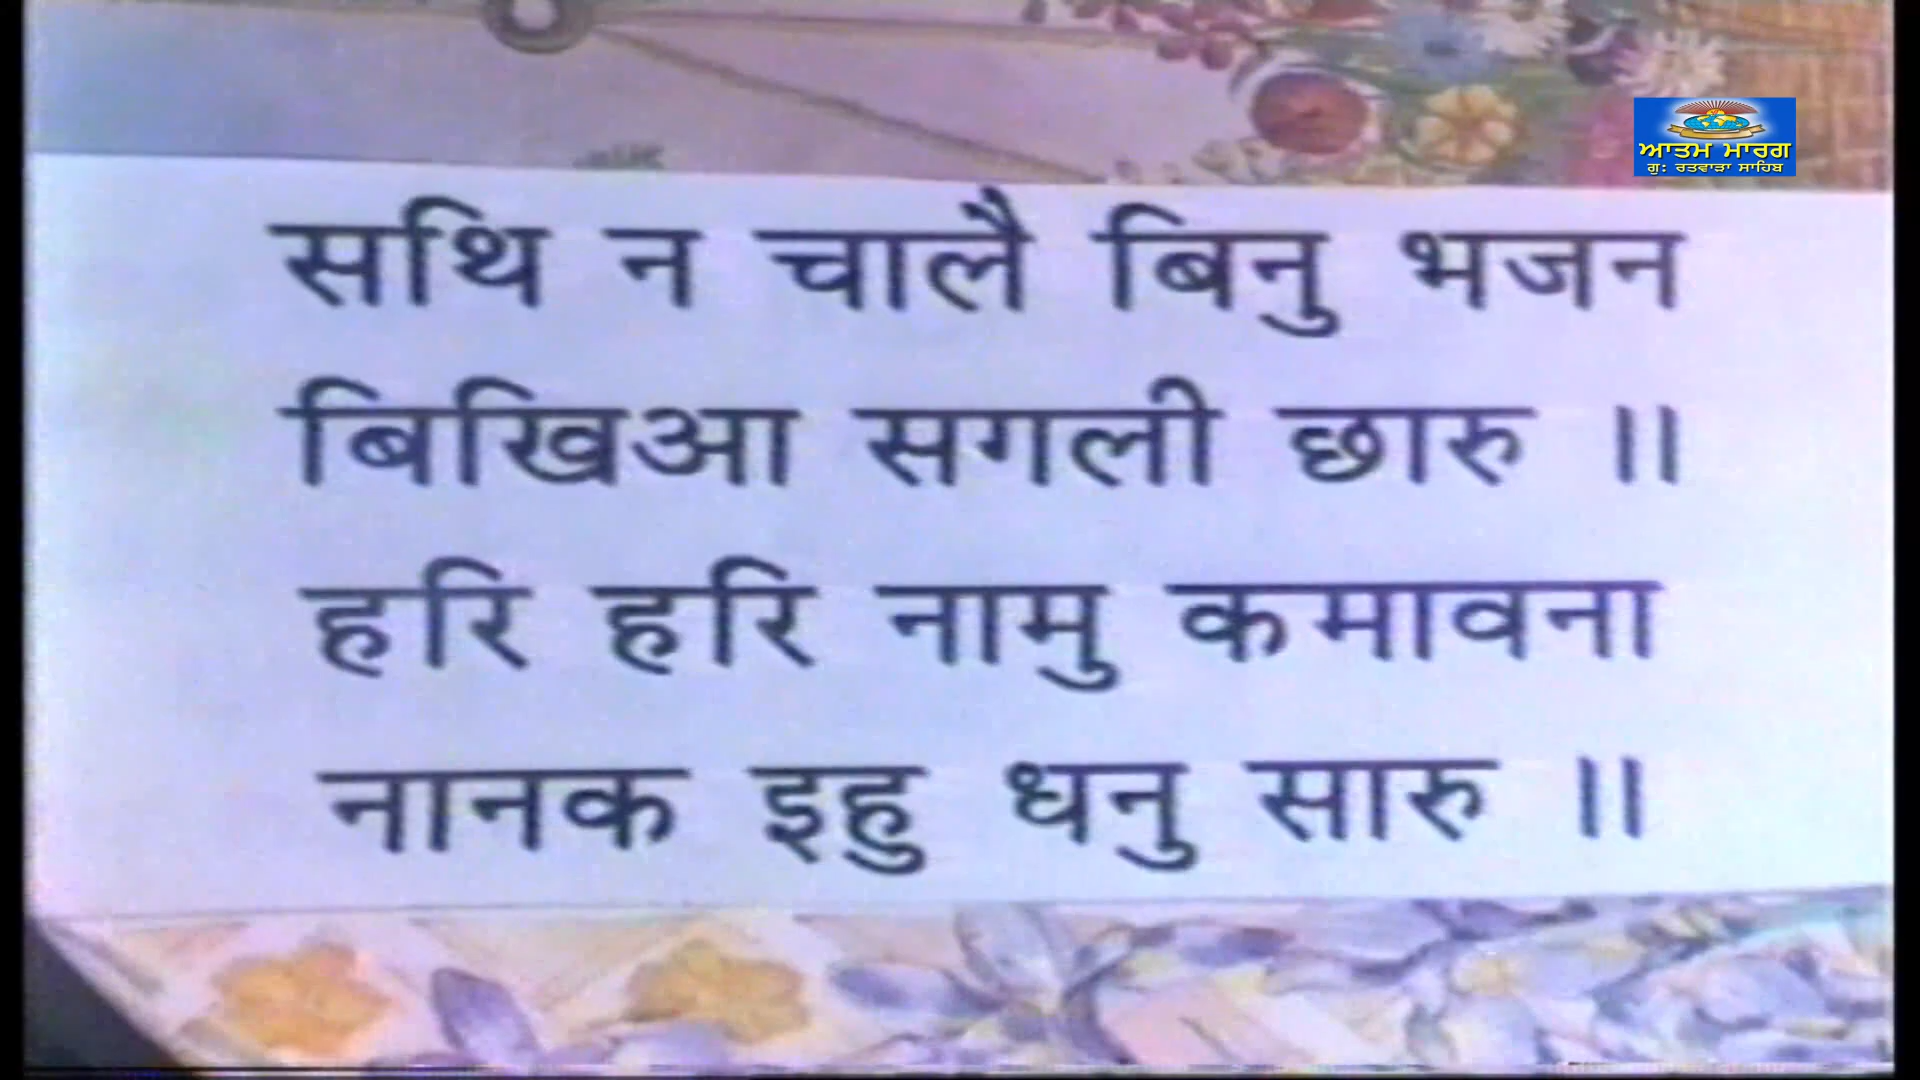 ਆਤਮ ਮਾਰਗ
ਗੁ: ਰਤਵਾੜਾ ਸਾਹਿਬ
सथि न चालै बिनु भजन
बिखिआ सगली छारु ॥
हरि हरि नामु कमावना
नानक इहु धनु सारु ॥